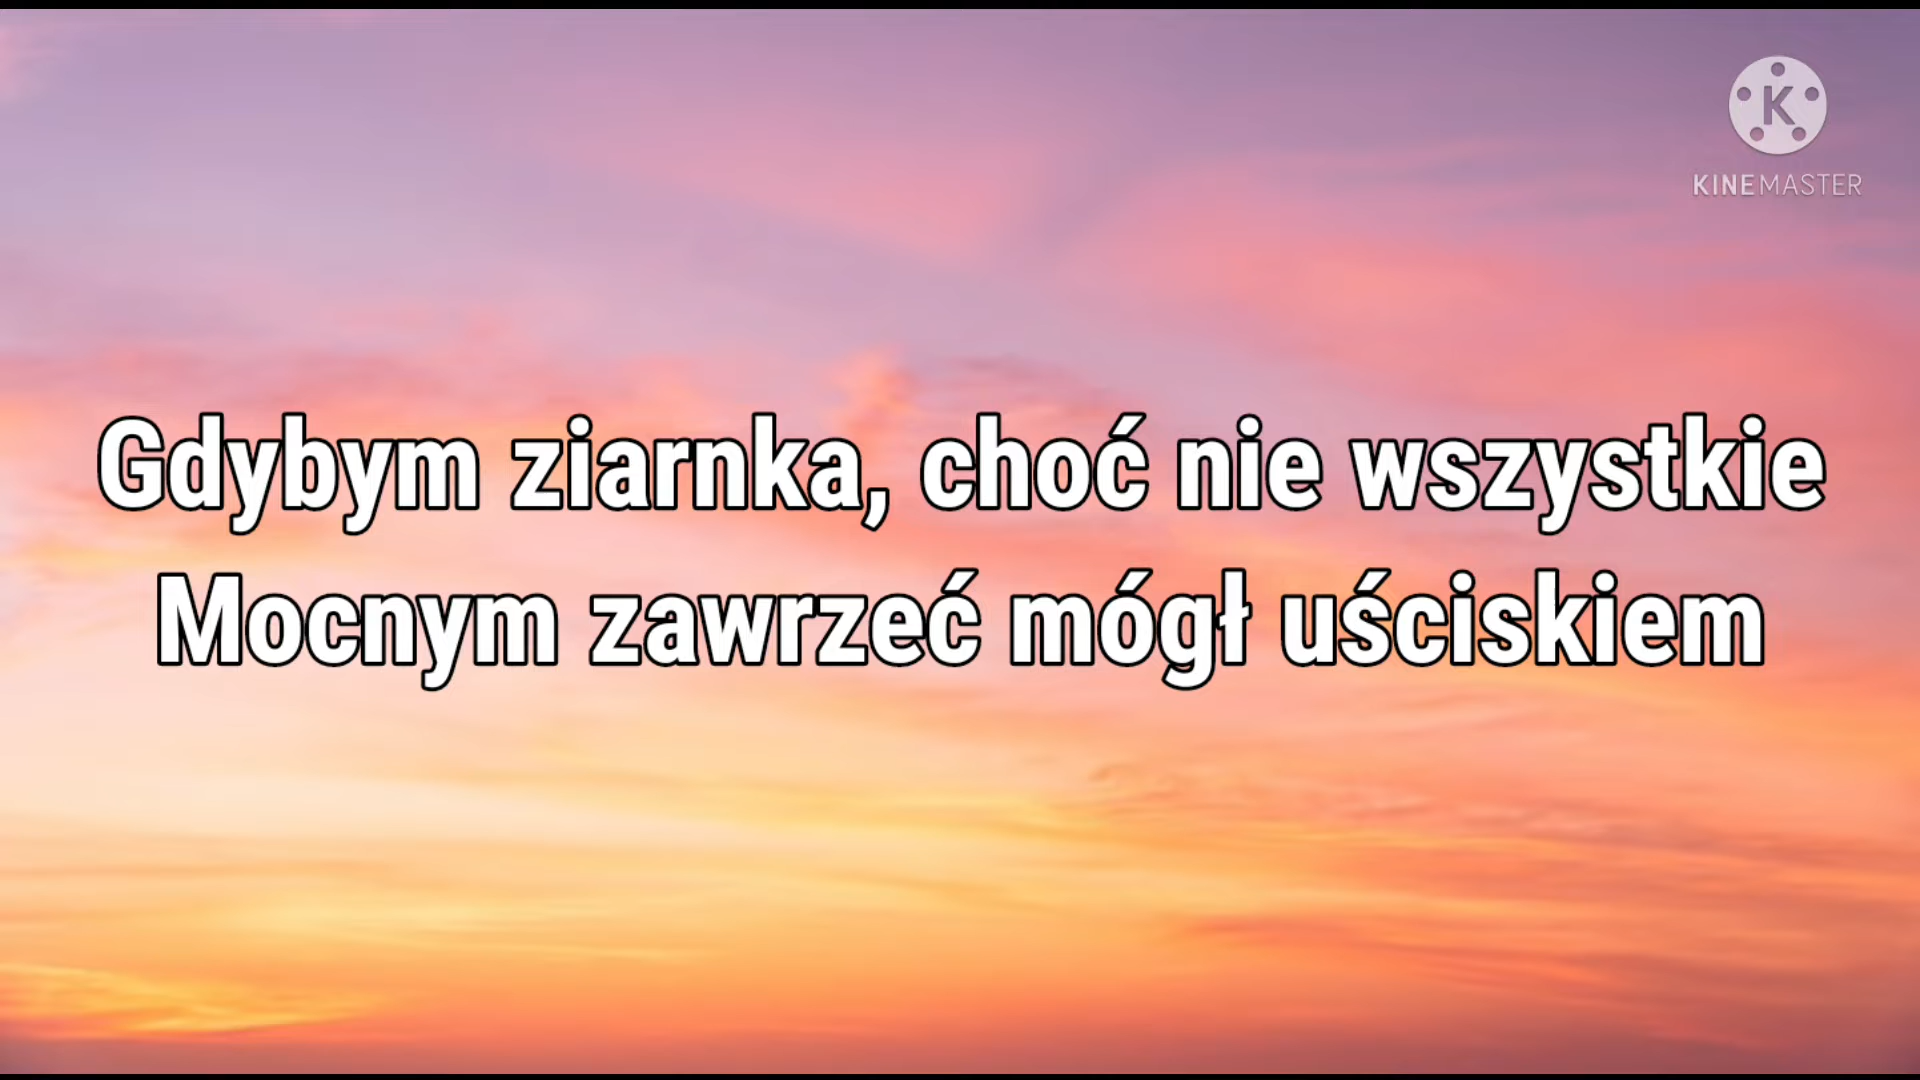 K
KINEMASTER
Gdybym ziarnka, choć nie wszystkie
Mocnym zawrzeć mógł uściskiem